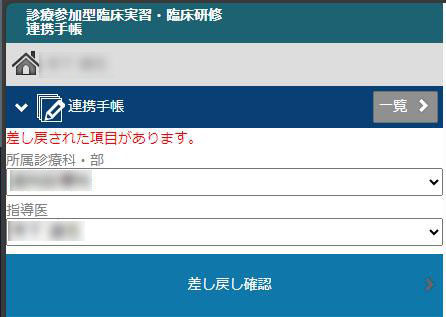 診療参加型臨床実習・臨床研修
連携手帳
連携手帳
一覧
差し戻された項目があります。
所属診療科・部
指導医
差し戻し確認